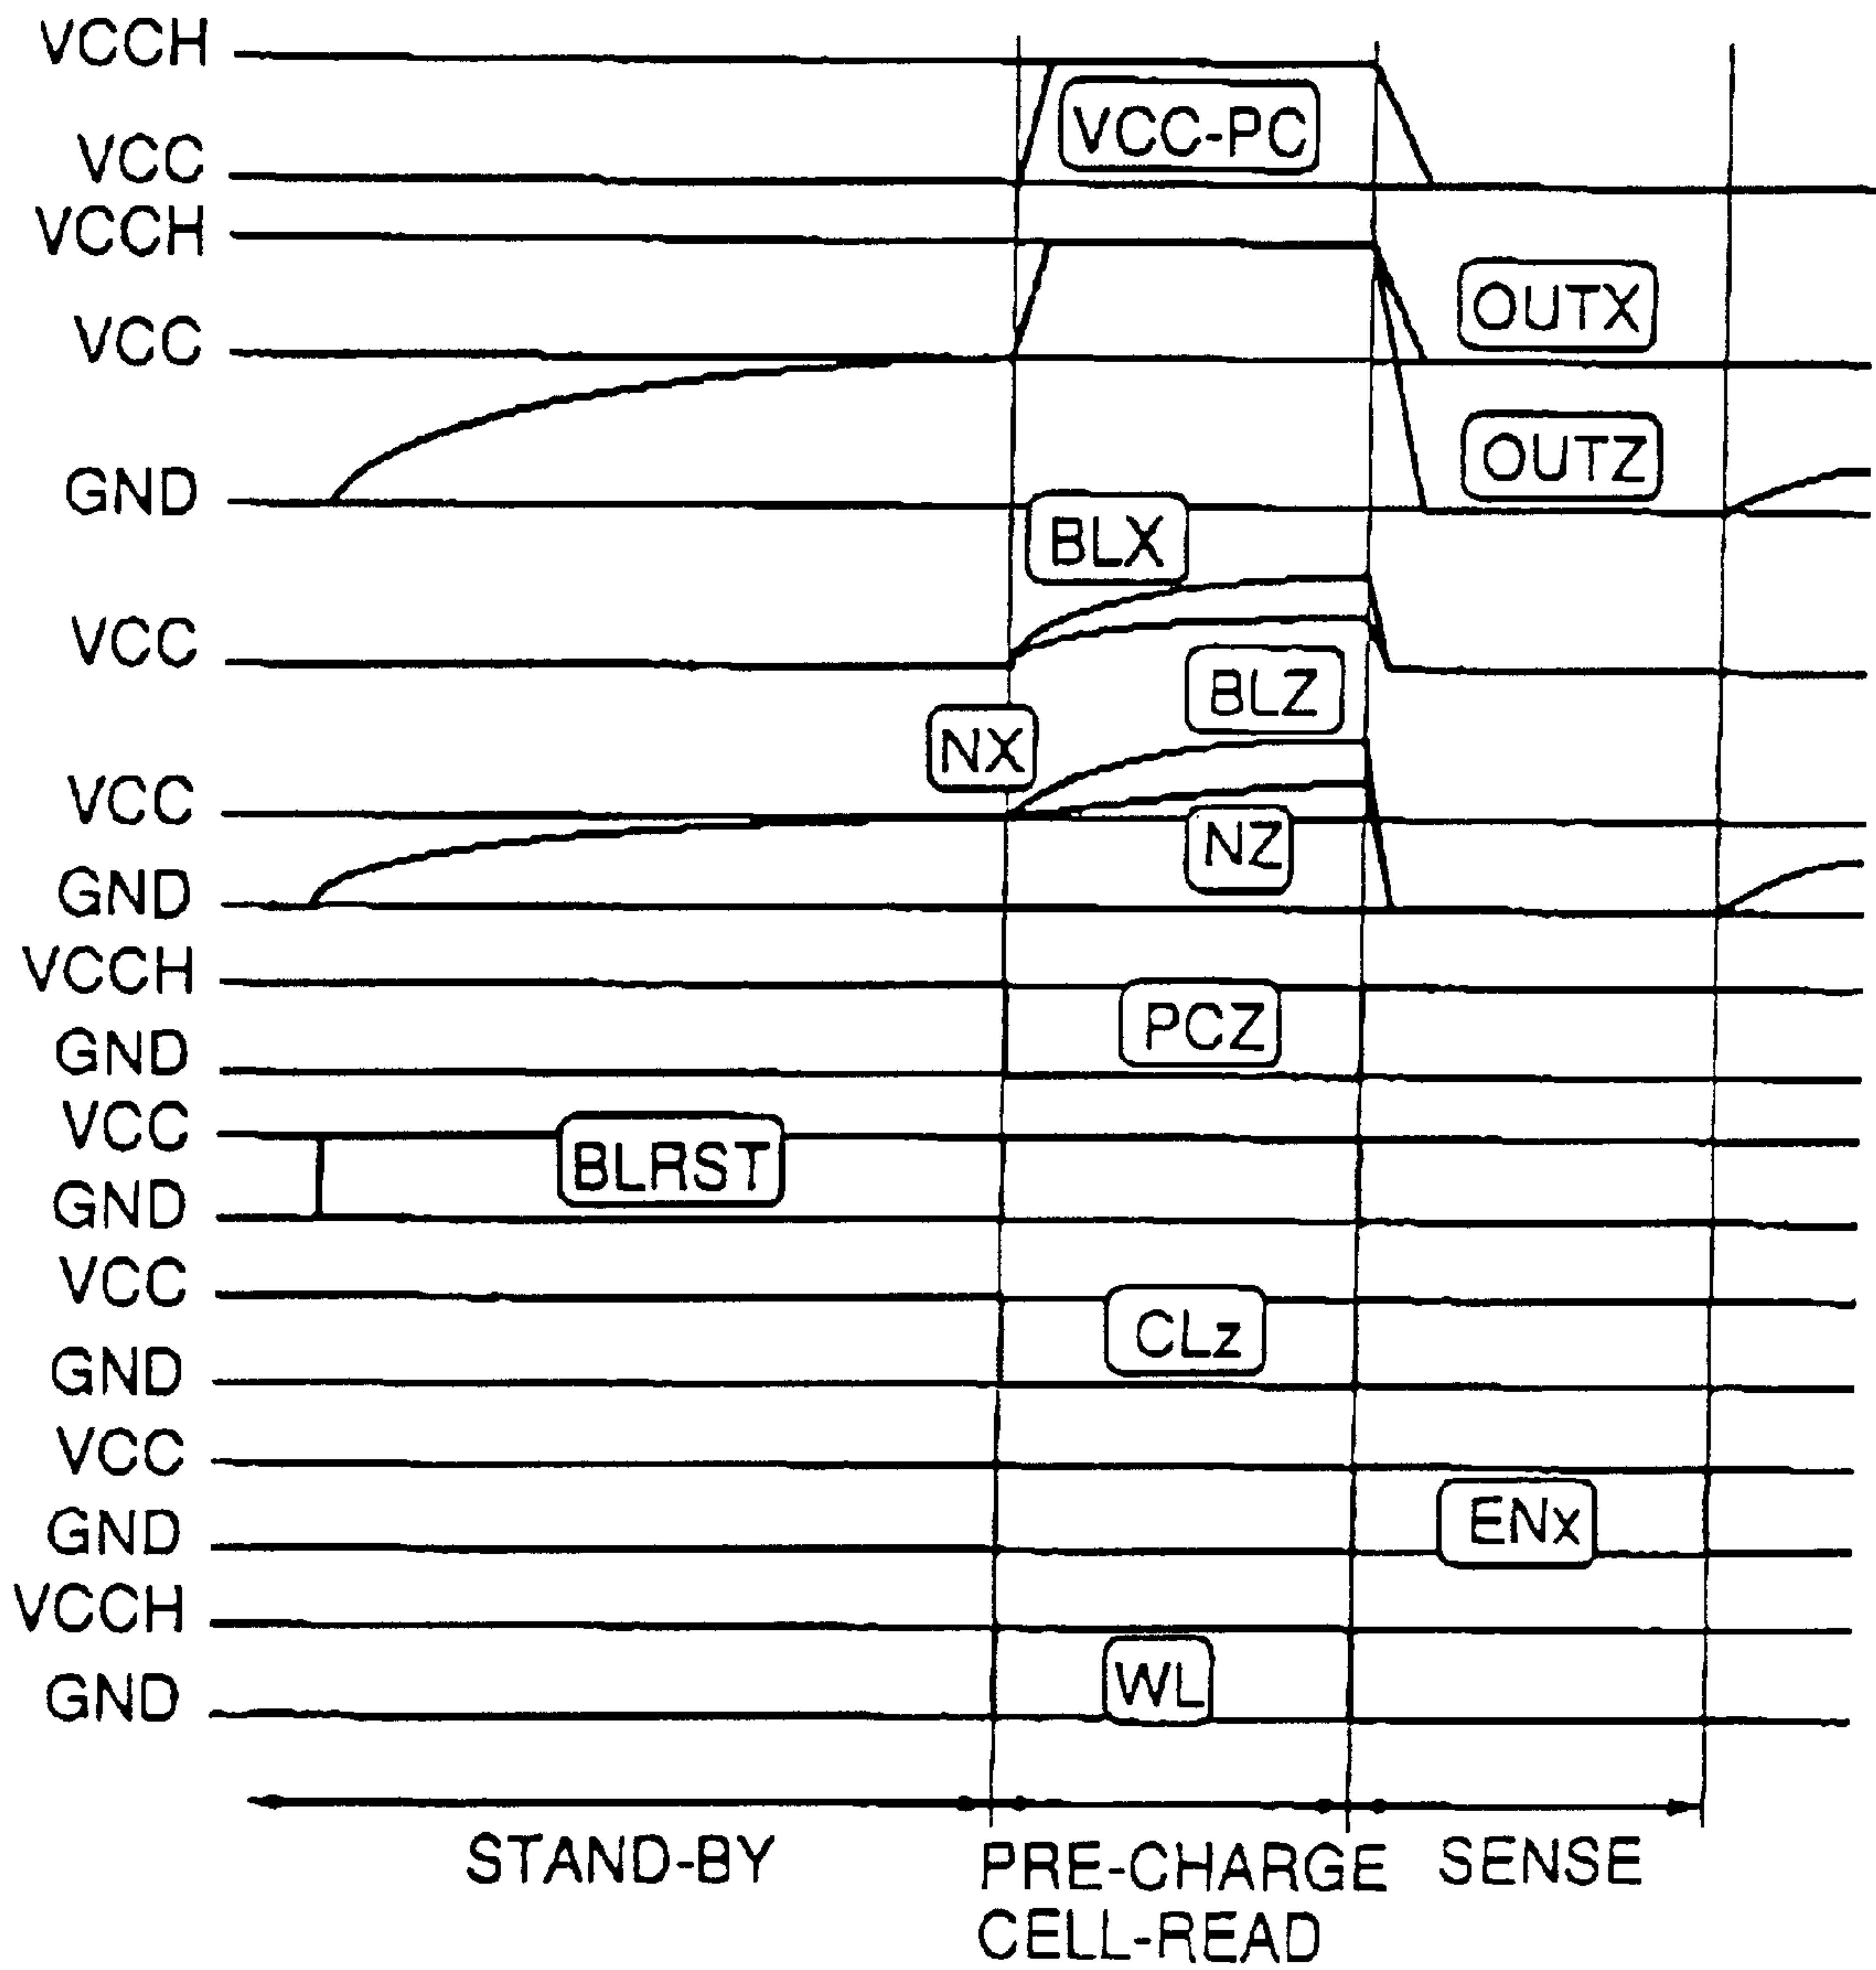 VCCH
VCC-PC
VCC
VCCH
OUTX
VCC
OUTZ
GND
BLX
VCC
BLZ
NX
VCC
NZ
GND
VCCH
PCZ
GND
VCC
BLRST
GND
VCC
CLz
GND
VCC
ENx
GND
VCCH
WL
GND
STAND-BY
PRE-CHARGE
CELL-READ
SENSE